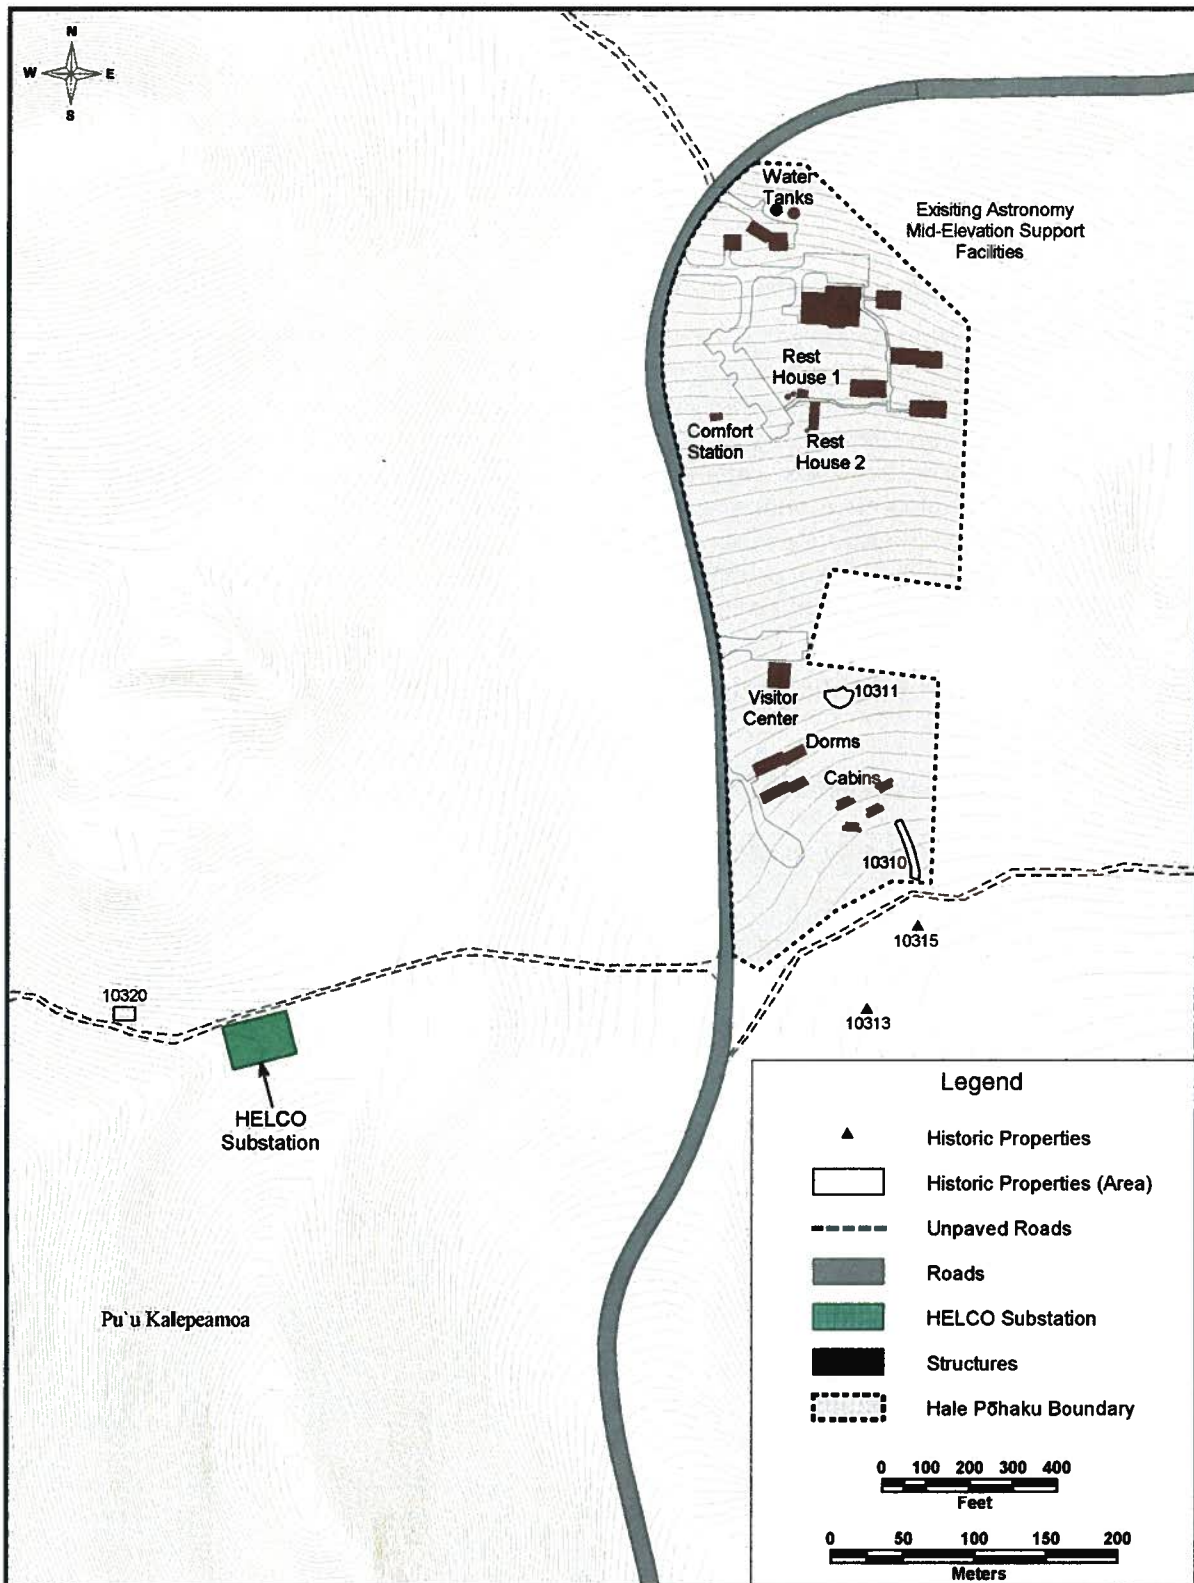 N
W E
S
Water
Tanks
Exisiting Astronomy
Mid-Elevation Support
Facilities
Rest
House 1
Comfort
Station
Rest
House 2
10311
Visitor
Center
Dorms
Cabins
10310
10315
10320
10313
HELCO
Substation
Pu`u Kalepeamoa
Legend
Historic Properties
Historic Properties (Area)
Unpaved Roads
Roads
HELCO Substation
Structures
Hale Pōhaku Boundary
0 100 200 300 400
Feet
0 50 100 150 200
Meters